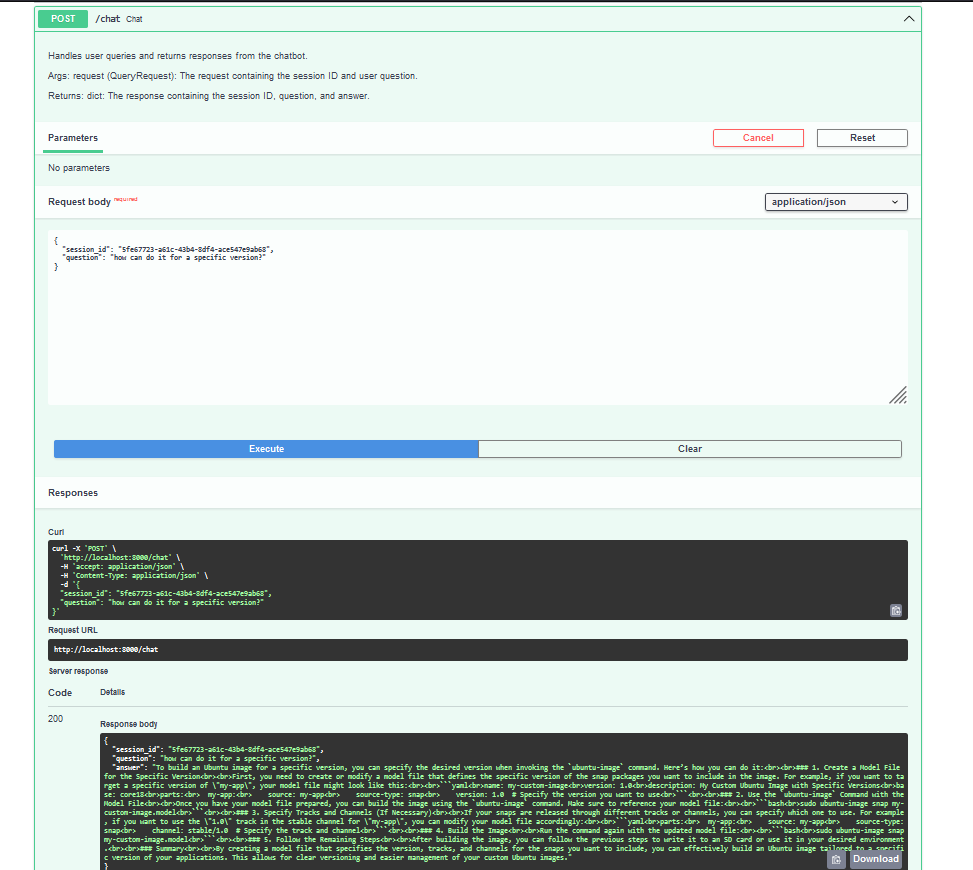 POST /chat Chat
Handles user queries and returns responses from the chatbot.
Args: request (QueryRequest): The request containing the session ID and user question.
Returns: dict: The response containing the session ID, question, and answer.
Parameters
Cancel
Reset
No parameters
Request body required
application/json
{
  "session_id": "5fe67723-a61c-43b4-8df4-ace547e9ab68",
  "question": "how can do it for a specific version?"
}
Execute
Clear
Responses
Curl
curl -X 'POST' \
  'http://localhost:8000/chat' \
  -H 'accept: application/json' \
  -H 'Content-Type: application/json' \
  -d '{
  "session_id": "5fe67723-a61c-43b4-8df4-ace547e9ab68",
  "question": "how can do it for a specific version?"
}'
Request URL
http://localhost:8000/chat
Server response
Code Details
200
Response body
{
  "session_id": "5fe67723-a61c-43b4-8df4-ace547e9ab68",
  "question": "how can do it for a specific version?",
  "answer": "To build an Ubuntu image for a specific version, you can specify the desired version when invoking the `ubuntu-image` command. Here's how you can do it:<br><br>### 1. Create a Model File
for the Specific Version<br><br>First, you need to create or modify a model file that defines the specific version of the snap packages you want to include in the image. For example, if you want to ta
rget a specific version of \"my-app\", your model file might look like this:<br><br>```yaml<br>name: my-custom-image<br>version: 1.0<br>description: My Custom Ubuntu Image with Specific Versions<br>ba
se: core18<br>parts:<br>  my-app:<br>    source: my-app<br>    source-type: snap<br>    version: 1.0  # Specify the version you want to use<br>```<br><br>### 2. Use the `ubuntu-image` Command with the
Model File<br><br>Once you have your model file prepared, you can build the image using the `ubuntu-image` command. Make sure to reference your model file:<br><br>```bash<br>sudo ubuntu-image snap my-
custom-image.model<br>```<br><br>### 3. Specify Tracks and Channels (If Necessary)<br><br>If your snaps are released through different tracks or channels, you can specify which one to use. For example
, if you want to use the \"1.0\" track in the stable channel for \"my-app\", you can modify your model file accordingly:<br><br>```yaml<br>parts:<br>  my-app:<br>    source: my-app<br>    source-type:
snap<br>    channel: stable/1.0  # Specify the track and channel<br>```<br><br>### 4. Build the Image<br><br>Run the command again with the updated model file:<br><br>```bash<br>sudo ubuntu-image snap
my-custom-image.model<br>```<br><br>### 5. Follow the Remaining Steps<br><br>After building the image, you can follow the previous steps to write it to an SD card or use it in your desired environment
.<br><br>### Summary<br>By creating a model file that specifies the version, tracks, and channels for the snaps you want to include, you can effectively build an Ubuntu image tailored to a specifi
c version of your applications. This allows for clear versioning and easier management of your custom Ubuntu images."
}
Download